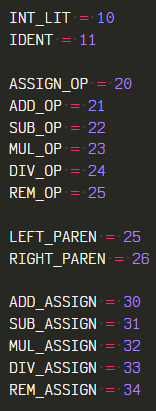 INT_LIT = 10
IDENT = 11
ASSIGN_OP = 20
ADD_OP = 21
SUB_OP = 22
MUL_OP = 23
DIV_OP = 24
REM_OP = 25
LEFT_PAREN = 25
RIGHT_PAREN = 26
ADD_ASSIGN = 30
SUB_ASSIGN = 31
MUL_ASSIGN = 32
DIV_ASSIGN = 33
REM_ASSIGN = 34